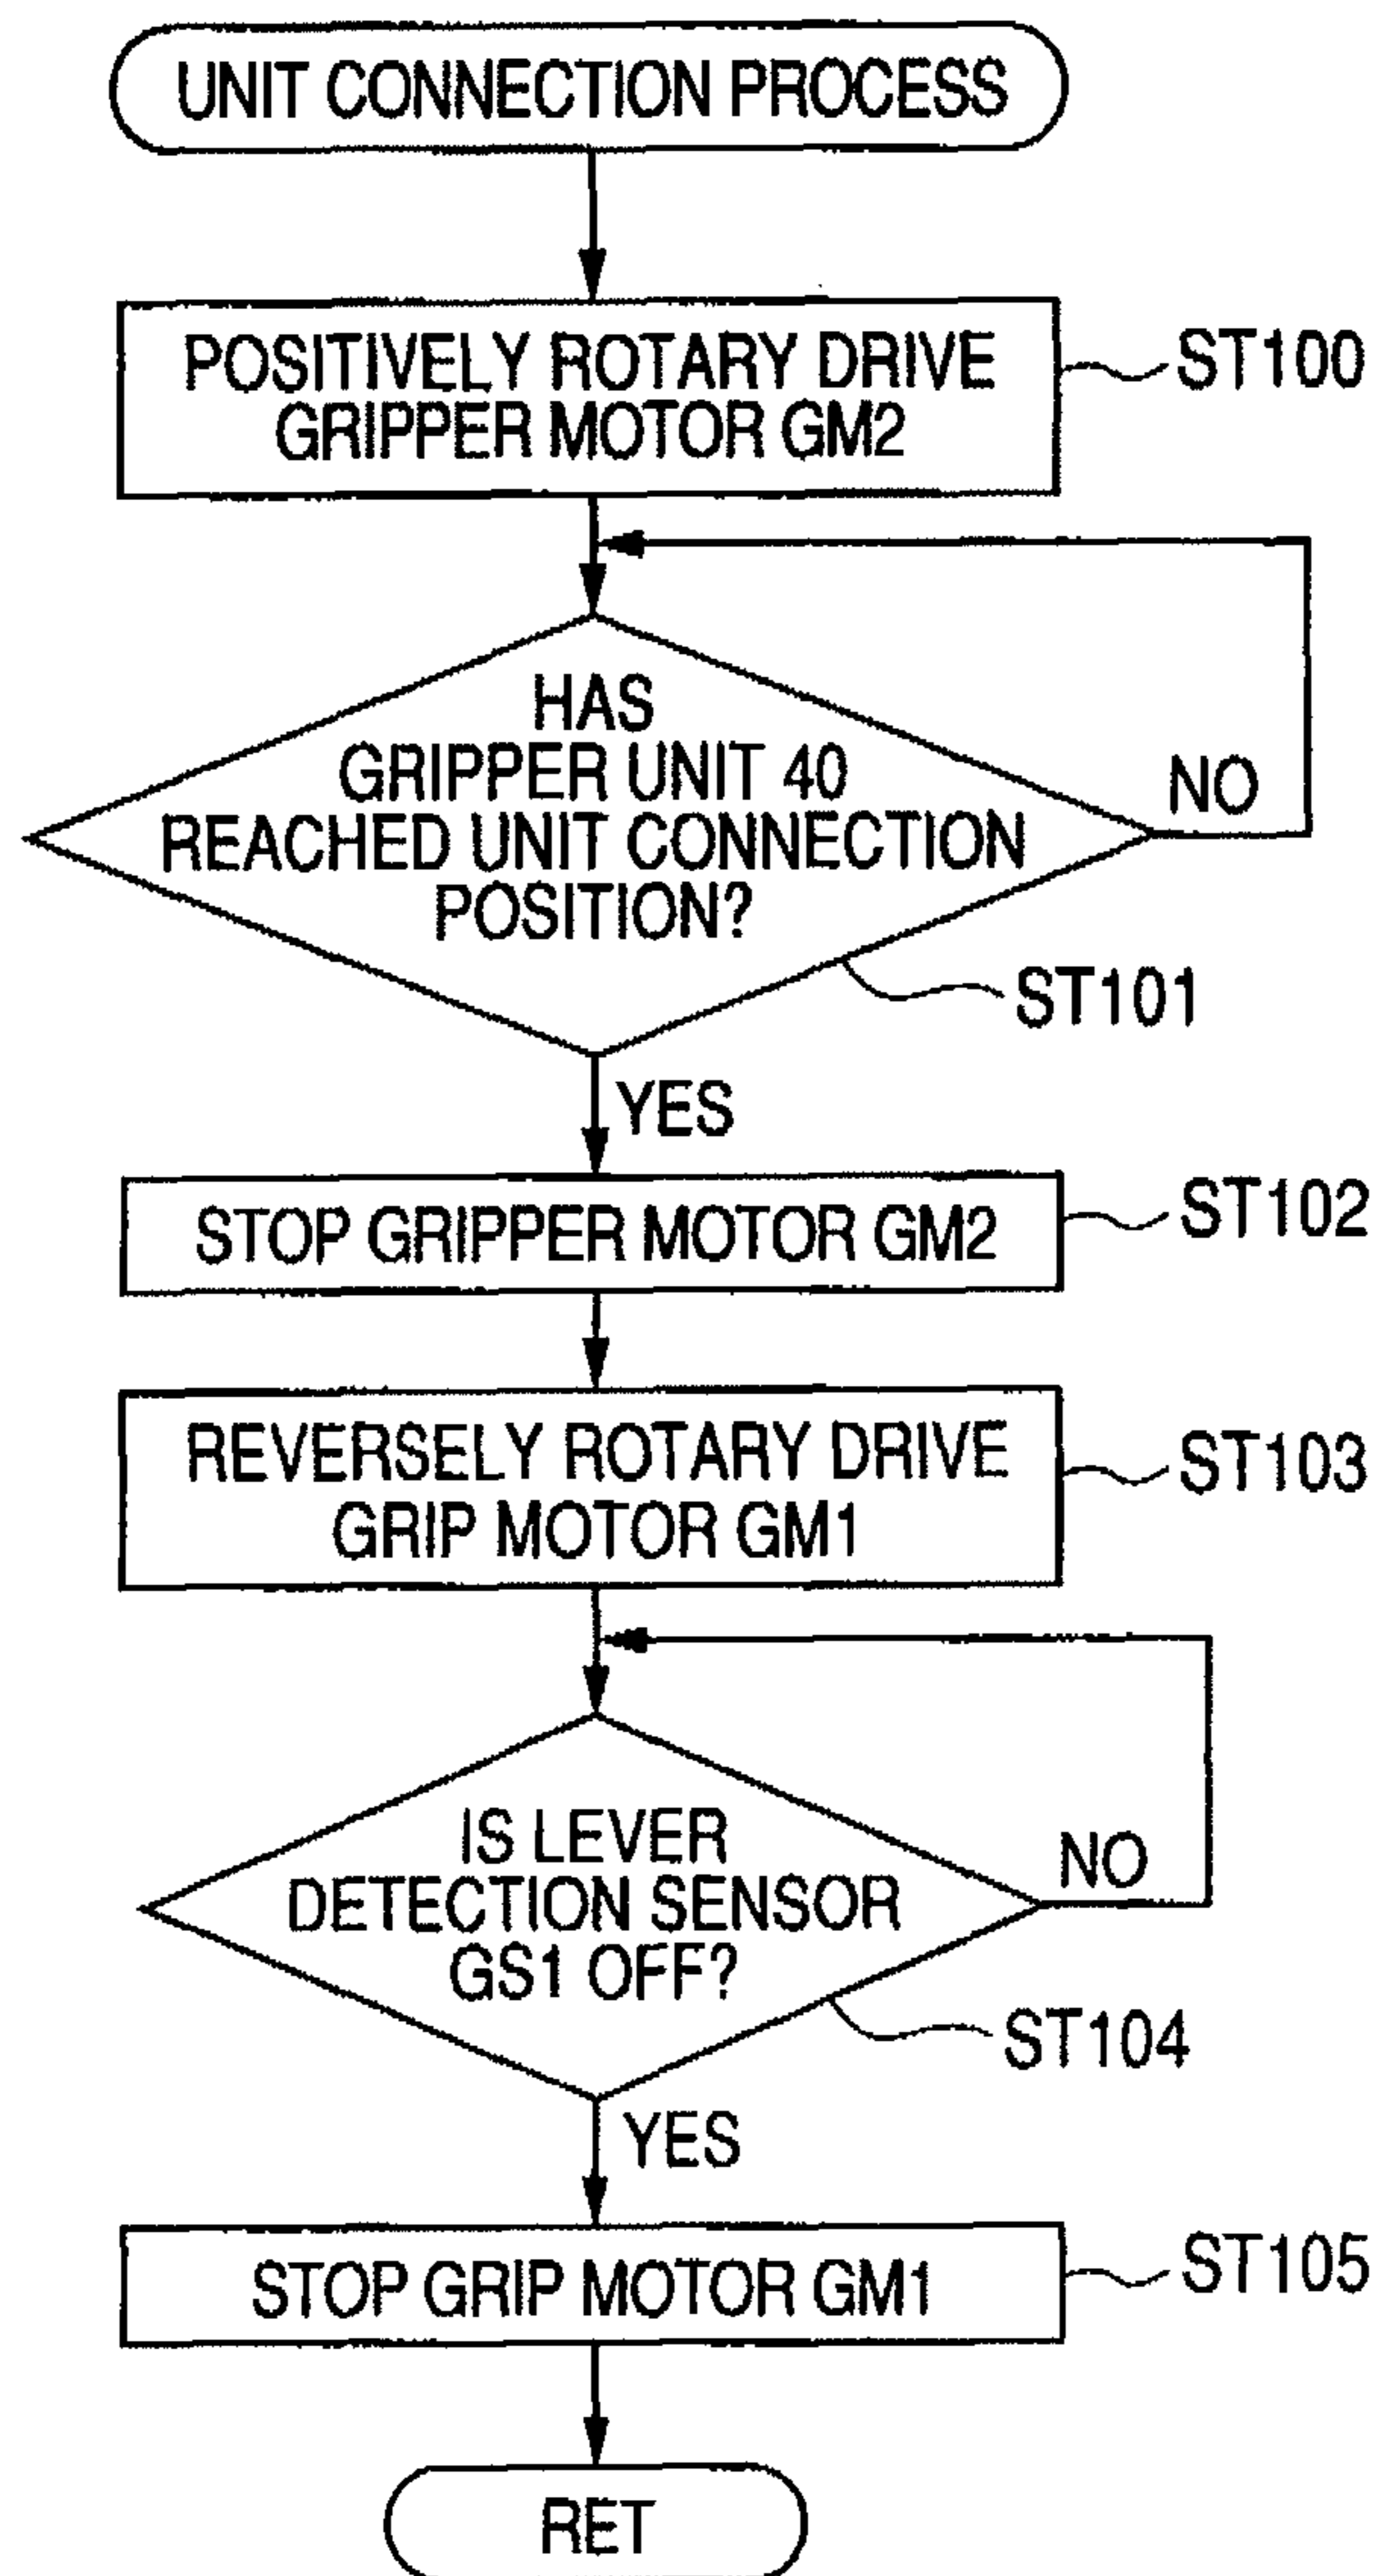 UNIT CONNECTION PROCESS
POSITIVELY ROTARY DRIVE
GRIPPER MOTOR GM2
ST100
HAS
GRIPPER UNIT 40
REACHED UNIT CONNECTION
POSITION?
NO
ST101
YES
STOP GRIPPER MOTOR GM2
ST102
REVERSELY ROTARY DRIVE
GRIP MOTOR GM1
ST103
IS LEVER
DETECTION SENSOR
GS1 OFF?
NO
ST104
YES
STOP GRIP MOTOR GM1
ST105
RET